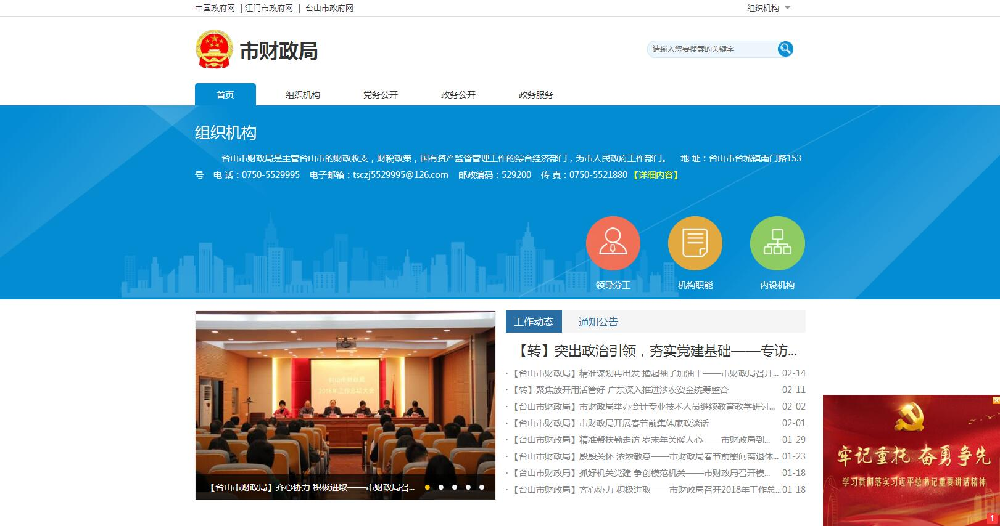 中国政府网 | 江门市政府网 | 台山市政府网
组织机构
市财政局
请输入您要搜索的关键字
首页 组织机构 党务公开 政务公开 政务服务
组织机构
台山市财政局是主管台山市的财政收支，财税政策，国有资产监督管理工作的综合经济部门，为市人民政府工作部门。 地 址：台山市台城镇南门路153
号 电 话：0750-5529995 电子邮箱：tsczj5529995@126.com 邮政编码：529200 传 真：0750-5521880 【详细内容】
领导分工 机构职能 内设机构
台山市财政局
2018年工作总结大会
【台山市财政局】齐心协力 积极进取——市财政局召...
工作动态 通知公告
【转】突出政治引领，夯实党建基础——专访...
· 【台山市财政局】精准谋划再出发 撸起袖子加油干——市财政局召开... 02-14
· 【转】聚焦放开用活管好 广东深入推进涉农资金统筹整合 02-11
· 【台山市财政局】市财政局举办会计专业技术人员继续教育教学研讨... 02-02
· 【台山市财政局】市财政局开展春节前集体廉政谈话 02-01
· 【台山市财政局】精准帮扶勤走访 岁末年关暖人心——市财政局到... 01-29
· 【台山市财政局】殷殷关怀 浓浓敬意——市财政局春节前慰问离退休... 01-23
· 【台山市财政局】抓好机关党建 争创模范机关——市财政局召开模... 01-18
· 【台山市财政局】齐心协力 积极进取——市财政局召开2018年工作总... 01-18
牢记重托 奋勇争先
学习贯彻落实习近平总书记重要讲话精神
1